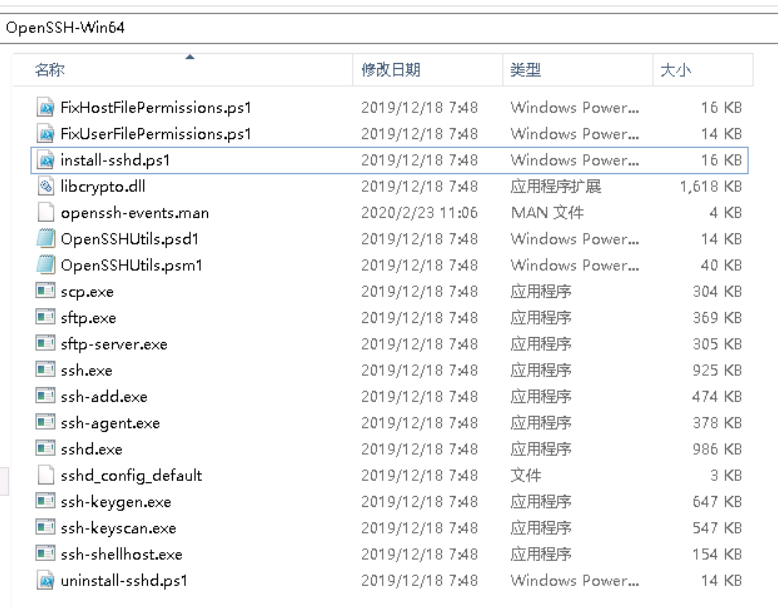 OpenSSH-Win64
名称 修改日期 类型 大小
FixHostFilePermissions.ps1 2019/12/18 7:48 Windows Power... 16 KB
FixUserFilePermissions.ps1 2019/12/18 7:48 Windows Power... 14 KB
install-sshd.ps1 2019/12/18 7:48 Windows Power... 16 KB
libcrypto.dll 2019/12/18 7:48 应用程序扩展 1,618 KB
openssh-events.man 2020/2/23 11:06 MAN 文件 4 KB
OpenSSHUtils.psd1 2019/12/18 7:48 Windows Power... 14 KB
OpenSSHUtils.psm1 2019/12/18 7:48 Windows Power... 40 KB
scp.exe 2019/12/18 7:48 应用程序 304 KB
sftp.exe 2019/12/18 7:48 应用程序 369 KB
sftp-server.exe 2019/12/18 7:48 应用程序 305 KB
ssh.exe 2019/12/18 7:48 应用程序 925 KB
ssh-add.exe 2019/12/18 7:48 应用程序 474 KB
ssh-agent.exe 2019/12/18 7:48 应用程序 378 KB
sshd.exe 2019/12/18 7:48 应用程序 986 KB
sshd_config_default 2019/12/18 7:48 文件 3 KB
ssh-keygen.exe 2019/12/18 7:48 应用程序 647 KB
ssh-keyscan.exe 2019/12/18 7:48 应用程序 547 KB
ssh-shellhost.exe 2019/12/18 7:48 应用程序 154 KB
uninstall-sshd.ps1 2019/12/18 7:48 Windows Power... 14 KB